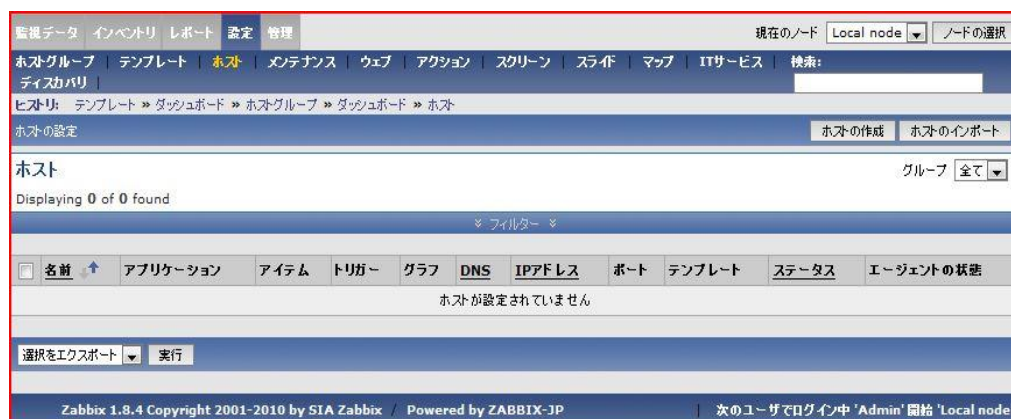 監視データ インベントリ レポート 設定 管理 現在のノード Local node ノードの選択
ホストグループ | テンプレート | ホスト | メンテナンス | ウェブ | アクション | スクリーン | スライド | マップ | ITサービス | 検索:
ディスカバリ |
ヒストリ: テンプレート » ダッシュボード » ホストグループ » ダッシュボード » ホスト
ホストの設定 ホストの作成 ホストのインポート
ホスト グループ 全て
Displaying 0 of 0 found
フィルター
名前 アプリケーション アイテム トリガー グラフ DNS IPアドレス ポート テンプレート ステータス エージェントの状態
ホストが設定されていません
選択をエクスポート 実行
Zabbix 1.8.4 Copyright 2001-2010 by SIA Zabbix / Powered by ZABBIX-JP | 次のユーザでログイン中 'Admin' 開始 'Local node